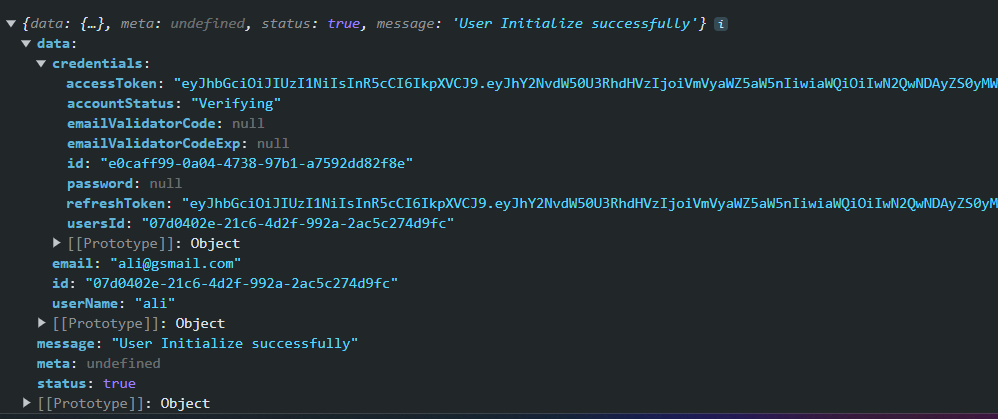 {data: {…}, meta: undefined, status: true, message: 'User Initialize successfully'} i
data:
credentials:
accessToken: "eyJhbGciOiJIUzI1NiIsInR5cCI6IkpXVCJ9.eyJhY2NvdW50U3RhdHVzIjoiVmVyaWZ5aW5nIiwiaWQiOiIwN2QwNDAyZS0yMW
accountStatus: "Verifying"
emailValidatorCode: null
emailValidatorCodeExp: null
id: "e0caff99-0a04-4738-97b1-a7592dd82f8e"
password: null
refreshToken: "eyJhbGciOiJIUzI1NiIsInR5cCI6IkpXVCJ9.eyJhY2NvdW50U3RhdHVzIjoiVmVyaWZ5aW5nIiwiaWQiOiIwN2QwNDAyZS0yM
usersId: "07d0402e-21c6-4d2f-992a-2ac5c274d9fc"
[[Prototype]]: Object
email: "ali@gsmail.com"
id: "07d0402e-21c6-4d2f-992a-2ac5c274d9fc"
userName: "ali"
[[Prototype]]: Object
message: "User Initialize successfully"
meta: undefined
status: true
[[Prototype]]: Object